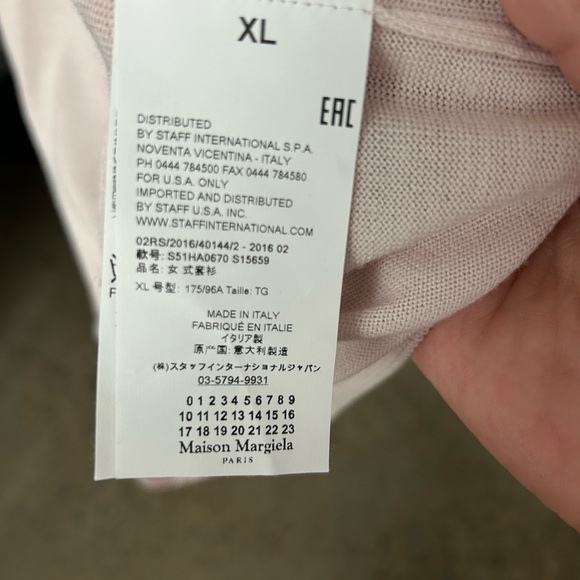 XL
EAC
DISTRIBUTED
BY STAFF INTERNATIONAL S.P.A.
NOVENTA VICENTINA - ITALY
PH 0444 784500 FAX 0444 784580
FOR U.S.A. ONLY
IMPORTED AND DISTRIBUTED
BY STAFF U.S.A. INC.
WWW.STAFFINTERNATIONAL.COM
02RS/2016/40144/2 - 2016 02
款号: S51HA0670 S15659
品名: 女 式套衫
XL 号型: 175/96A Taille: TG
MADE IN ITALY
FABRIQUÉ EN ITALIE
イタリア製
原产国: 意大利製造
(株)スタッフインターナショナルジャパン
03-5794-9931
0 1 2 3 4 5 6 7 8 9
10 11 12 13 14 15 16
17 18 19 20 21 22 23
Maison Margiela
PARIS